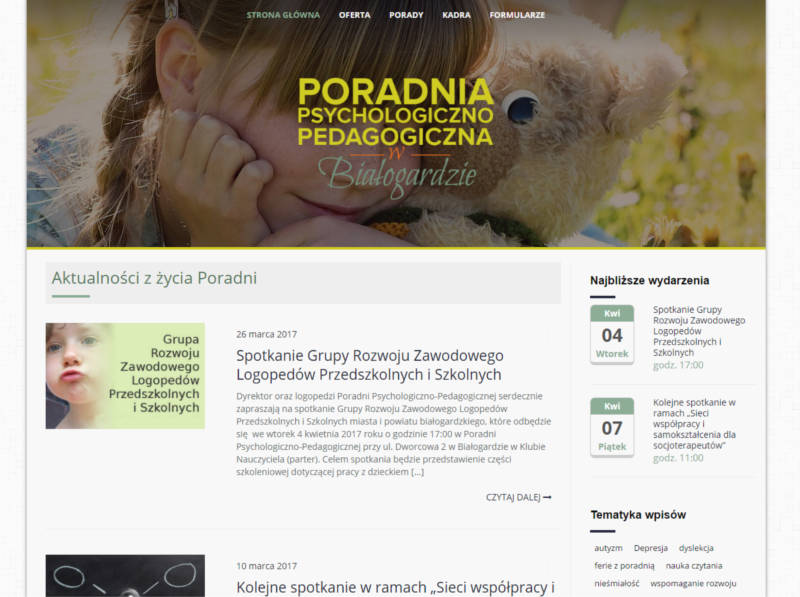 STRONA GŁÓWNA OFERTA PORADY KADRA FORMULARZE
PORADNIA
PSYCHOLOGICZNO
PEDAGOGICZNA
w
Białogardzie
Aktualności z życia Poradni
Grupa
Rozwoju
Zawodowego
Logopedów
Przedszkolnych
i Szkolnych
26 marca 2017
Spotkanie Grupy Rozwoju Zawodowego
Logopedów Przedszkolnych i Szkolnych
Dyrektor oraz logopedzi Poradni Psychologiczno-Pedagogicznej serdecznie
zapraszają na spotkanie Grupy Rozwoju Zawodowego Logopedów
Przedszkolnych i Szkolnych miasta i powiatu białogardzkiego, które odbędzie
się we wtorek 4 kwietnia 2017 roku o godzinie 17:00 w Poradni
Psychologiczno-Pedagogicznej przy ul. Dworcowa 2 w Białogardzie w Klubie
Nauczyciela (parter). Celem spotkania będzie przedstawienie części
szkoleniowej dotyczącej pracy z dzieckiem [...]
CZYTAJ DALEJ
10 marca 2017
Kolejne spotkanie w ramach „Sieci współpracy i
Najbliższe wydarzenia
Kwi
04
Wtorek
Spotkanie Grupy
Rozwoju Zawodowego
Logopedów
Przedszkolnych i
Szkolnych
godz. 17:00
Kwi
07
Piątek
Kolejne spotkanie w
ramach „Sieci
współpracy i
samokształcenia dla
socjoterapeutów”
godz. 11:00
Tematyka wpisów
autyzm Depresja dysleksja
ferie z poradnią nauka czytania
nieśmiałość wspomaganie rozwoju